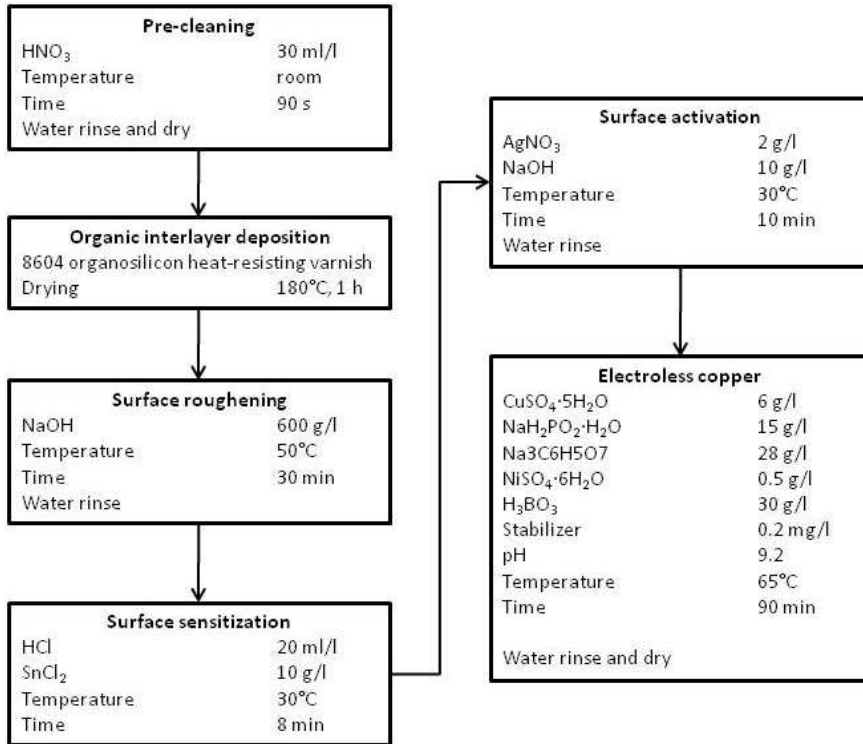 Pre-cleaning
HNO₃ 30 ml/l
Temperature room
Time 90 s
Water rinse and dry
Organic interlayer deposition
8604 organosilicon heat-resisting varnish
Drying 180°C, 1 h
Surface roughening
NaOH 600 g/l
Temperature 50°C
Time 30 min
Water rinse
Surface sensitization
HCl 20 ml/l
SnCl₂ 10 g/l
Temperature 30°C
Time 8 min
Surface activation
AgNO₃ 2 g/l
NaOH 10 g/l
Temperature 30°C
Time 10 min
Water rinse
Electroless copper
CuSO₄·5H₂O 6 g/l
NaH₂PO₂·H₂O 15 g/l
Na3C6H5O7 28 g/l
NiSO₄·6H₂O 0.5 g/l
H₃BO₃ 30 g/l
Stabilizer 0.2 mg/l
pH 9.2
Temperature 65°C
Time 90 min
Water rinse and dry